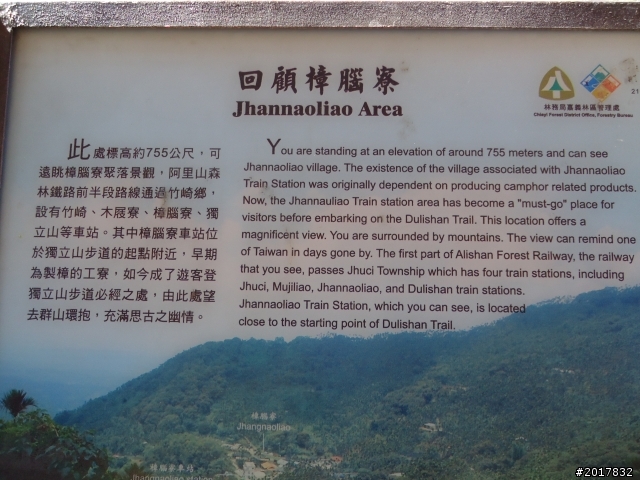 回顧樟腦寮
Jhannaoliao Area
林務局嘉義林區管理處
Chiayi Forest District Office, Forestry Bureau
21
此處標高約755公尺，可
遠眺樟腦寮聚落景觀，阿里山森
林鐵路前半段路線通過竹崎鄉，
設有竹崎、木屐寮、樟腦寮、獨
立山等車站。其中樟腦寮車站位
於獨立山步道的起點附近，早期
為製樟的工寮，如今成了遊客登
獨立山步道必經之處，由此處望
去群山環抱，充滿思古之幽情。
You are standing at an elevation of around 755 meters and can see
Jhannaoliao village. The existence of the village associated with Jhannaoliao
Train Station was originally dependent on producing camphor related products.
Now, the Jhannauliao Train station area has become a "must-go" place for
visitors before embarking on the Dulishan Trail. This location offers a
magnificent view. You are surrounded by mountains. The view can remind one
of Taiwan in days gone by. The first part of Alishan Forest Railway, the railway
that you see, passes Jhuci Township which has four train stations, including
Jhuci, Mujiliao, Jhannaoliao, and Dulishan train stations.
Jhannaoliao Train Station, which you can see, is located
close to the starting point of Dulishan Trail.
樟腦寮
Jhangnaoliao
樟腦寮車站
Jhangnaoliao station
#2017832